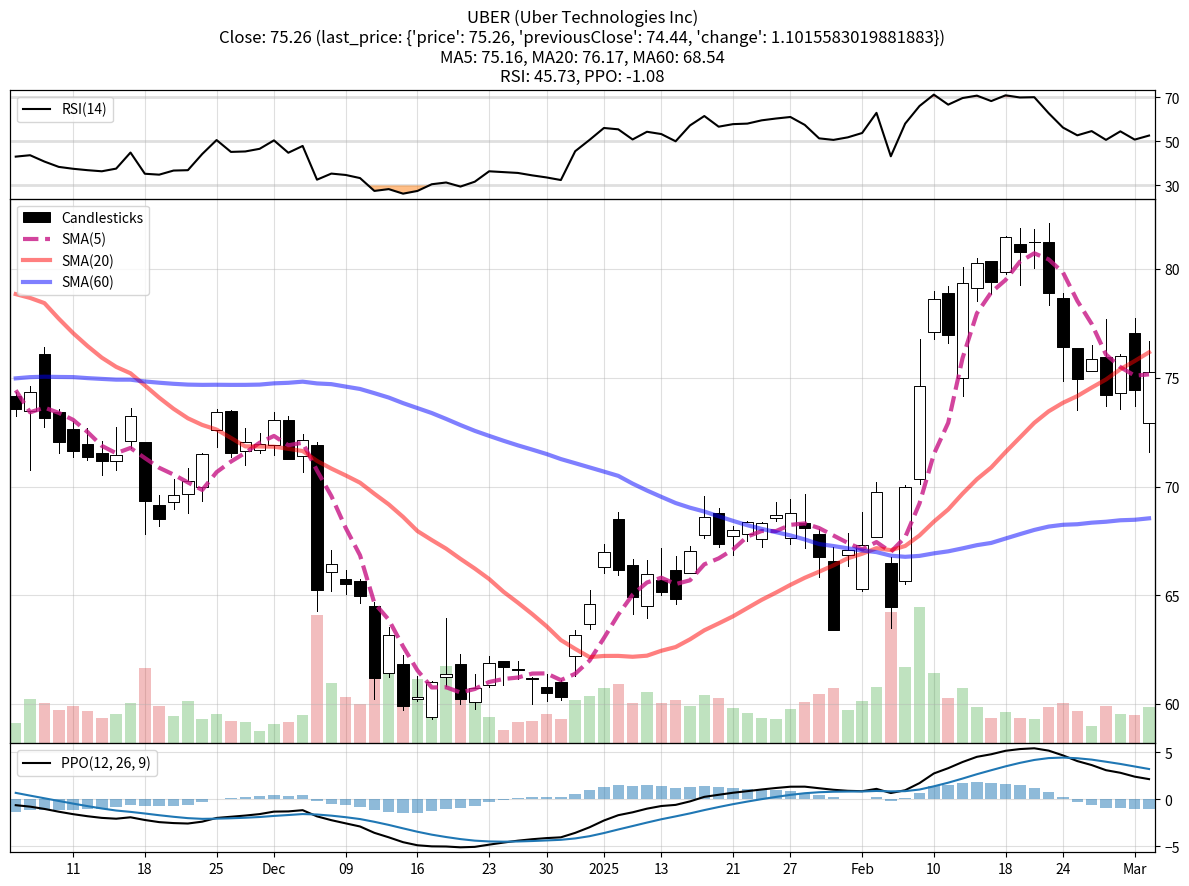 UBER (Uber Technologies Inc)
Close: 75.26 (last_price: {'price': 75.26, 'previousClose': 74.44, 'change': 1.1015583019881883})
MA5: 75.16, MA20: 76.17, MA60: 68.54
RSI: 45.73, PPO: -1.08
RSI(14)
70
50
30
Candlesticks
SMA(5)
SMA(20)
SMA(60)
80
75
70
65
60
PPO(12, 26, 9)
5
0
−5
11 18 25 Dec 09 16 23 30 2025 13 21 27 Feb 10 18 24 Mar